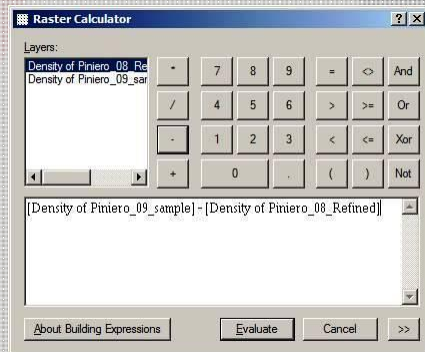 Raster Calculator
Layers:
Density of Piniero_08_Re
Density of Piniero_09_sar
* 7 8 9 = <> And
/ 4 5 6 > >= Or
- 1 2 3 < <= Xor
+ 0 . ( ) Not
[Density of Piniero_09_sample] - [Density of Piniero_08_Refined]
About Building Expressions Evaluate Cancel >>